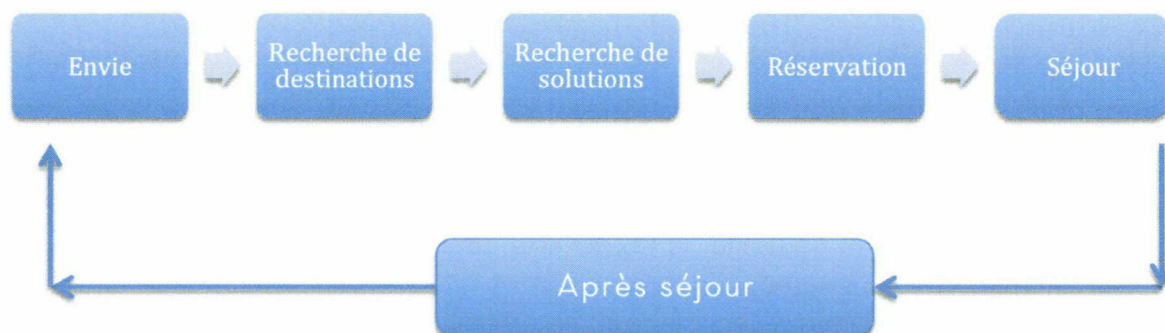 Envie
Recherche de
destinations
Recherche de
solutions
Réservation
Séjour
Après séjour